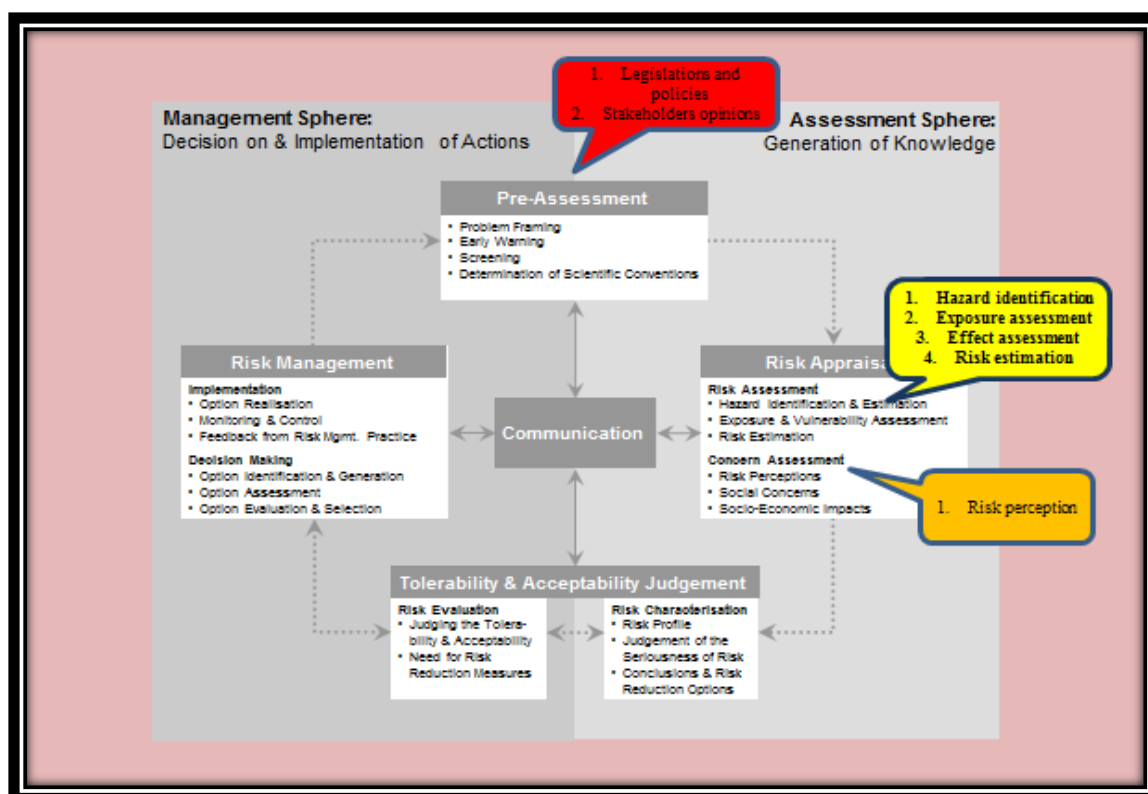 1. Legislations and
policies
2. Stakeholders opinions
Management Sphere:
Decision on & Implementation of Actions
Assessment Sphere:
Generation of Knowledge
Pre-Assessment
• Problem Framing
• Early Warning
• Screening
• Determination of Scientific Conventions
1. Hazard identification
2. Exposure assessment
3. Effect assessment
4. Risk estimation
Risk Management
Implementation
• Option Realisation
• Monitoring & Control
• Feedback from Risk Mgmt. Practice
Decision Making
• Option Identification & Generation
• Option Assessment
• Option Evaluation & Selection
Communication
Risk Appraisa
Risk Assessment
• Hazard Identification & Estimation
• Exposure & Vulnerability Assessment
• Risk Estimation
Concern Assessment
• Risk Perceptions
• Social Concerns
• Socio-Economic Impacts
1. Risk perception
Tolerability & Acceptability Judgement
Risk Evaluation
• Judging the Tolera-
bility & Acceptability
• Need for Risk
Reduction Measures
Risk Characterisation
• Risk Profile
• Judgement of the
Seriousness of Risk
• Conclusions & Risk
Reduction Options